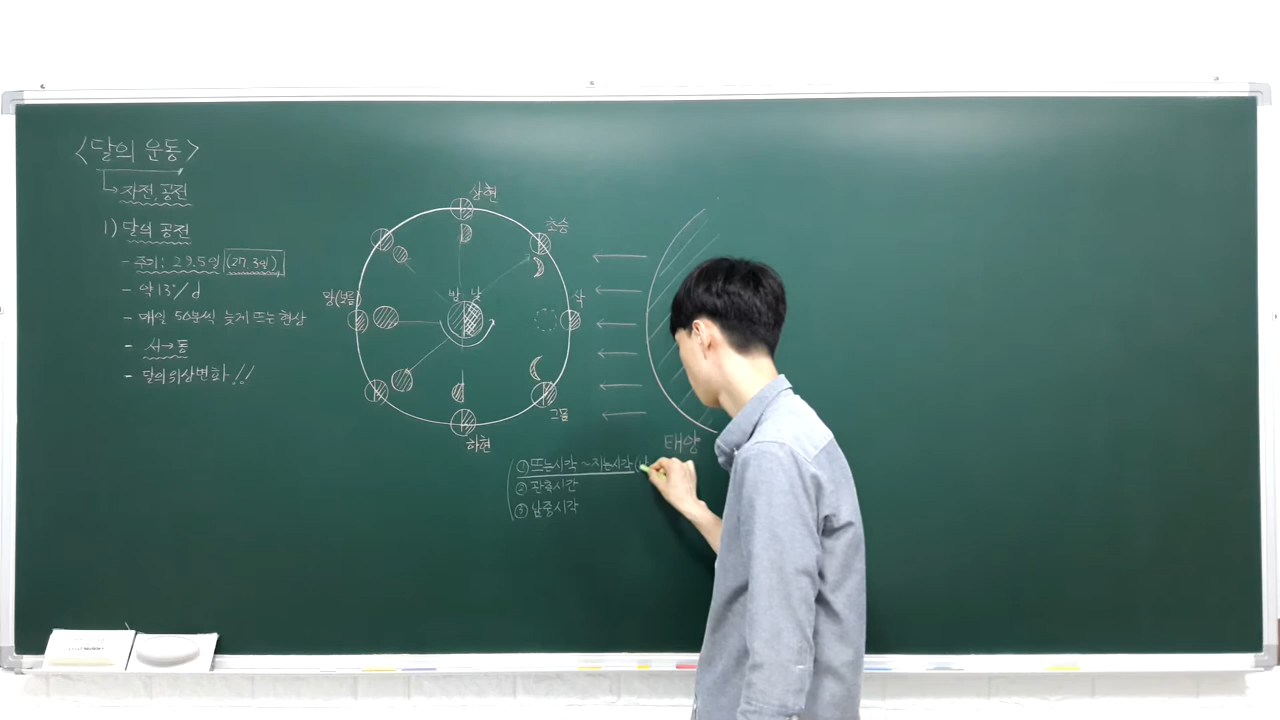 <달의 운동>
자전, 공전
1) 달의 공전
- 주기: 29.5일 (27.3일)
- 약 13°/d
- 매일 50분씩 늦게 뜨는 현상
- 서→동
- 달의 위상변화!!
상현
초승
망(보름)
밤 낮
삭
그믐
하현
태양
① 뜨는시각 ~ 지는시각 (
② 관측시간
③ 남중시각